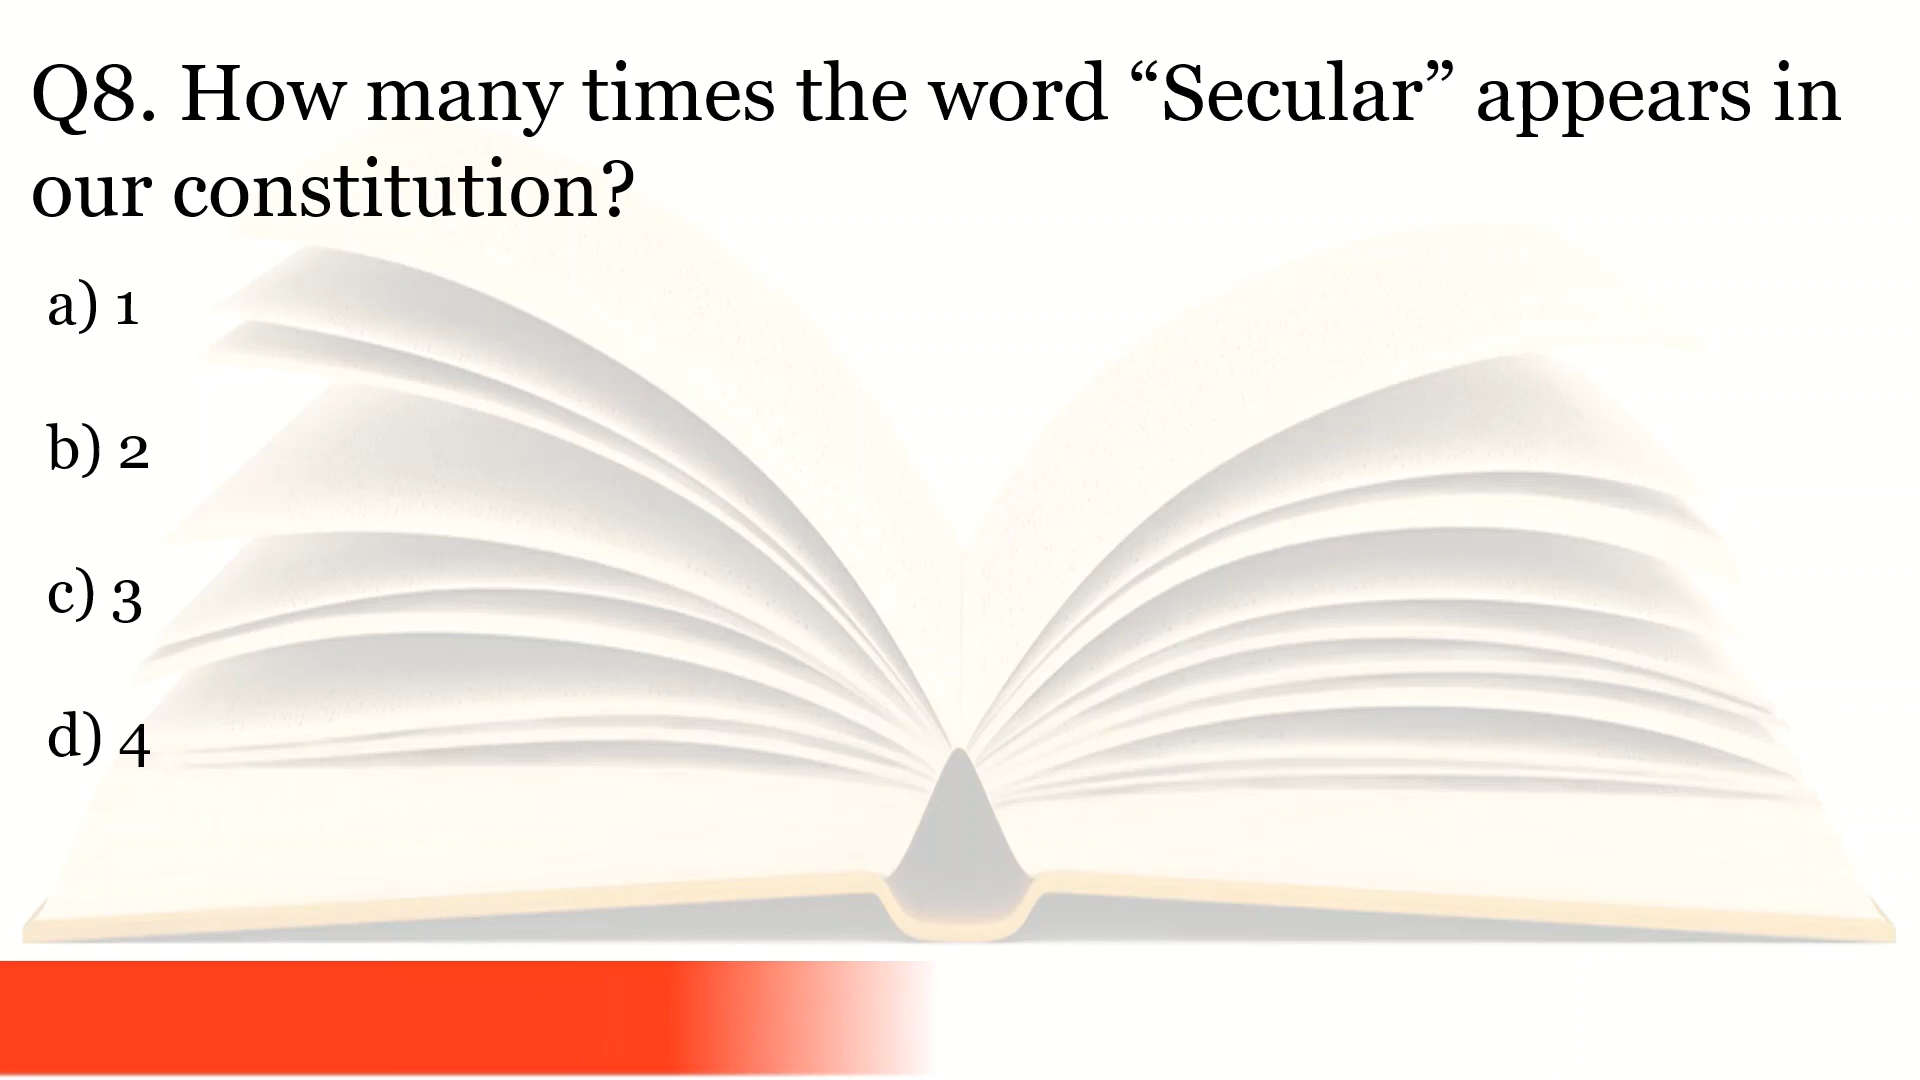 Q8. How many times the word “Secular” appears in
our constitution?
a) 1
b) 2
c) 3
d) 4